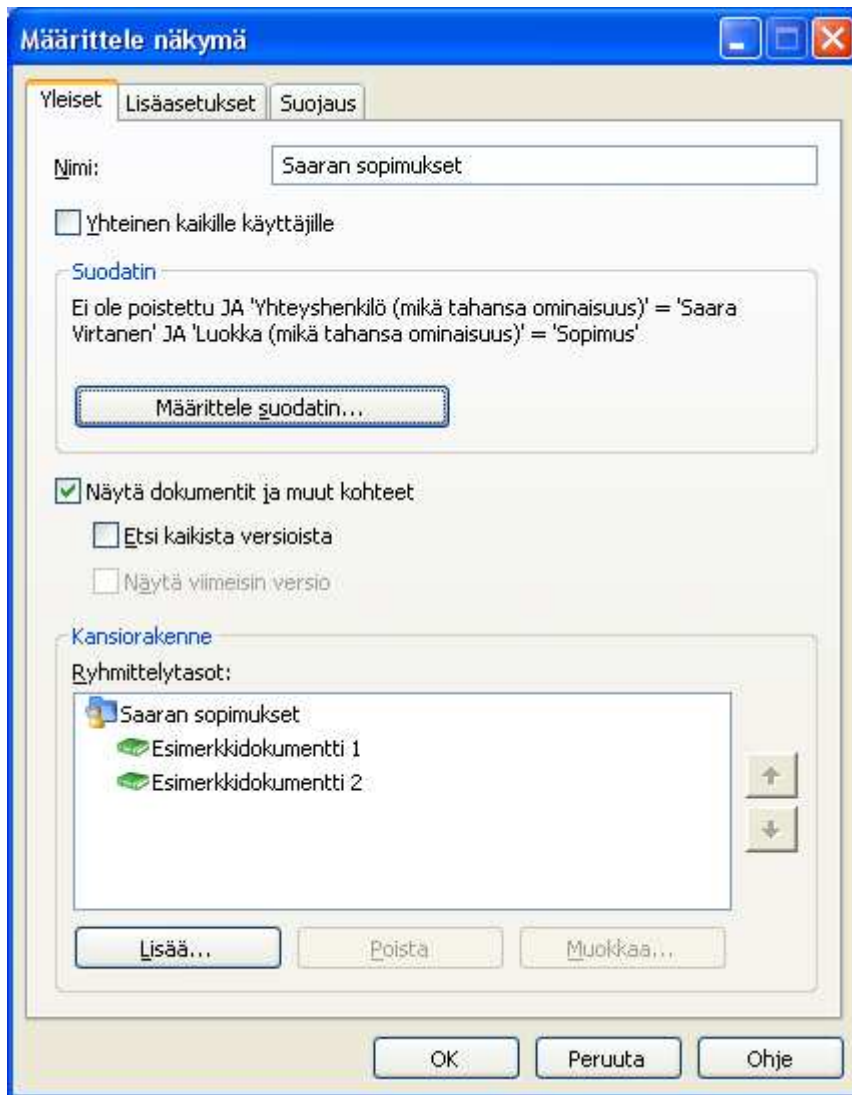 Määrittele näkymä
Yleiset Lisäasetukset Suojaus
Nimi: Saaran sopimukset
Yhteinen kaikille käyttäjille
Suodatin
Ei ole poistettu JA 'Yhteyshenkilö (mikä tahansa ominaisuus)' = 'Saara
Virtanen' JA 'Luokka (mikä tahansa ominaisuus)' = 'Sopimus'
Määrittele suodatin...
Näytä dokumentit ja muut kohteet
Etsi kaikista versioista
Näytä viimeisin versio
Kansiorakenne
Ryhmittelytasot:
Saaran sopimukset
Esimerkkidokumentti 1
Esimerkkidokumentti 2
Lisää... Poista Muokkaa...
OK Peruuta Ohje